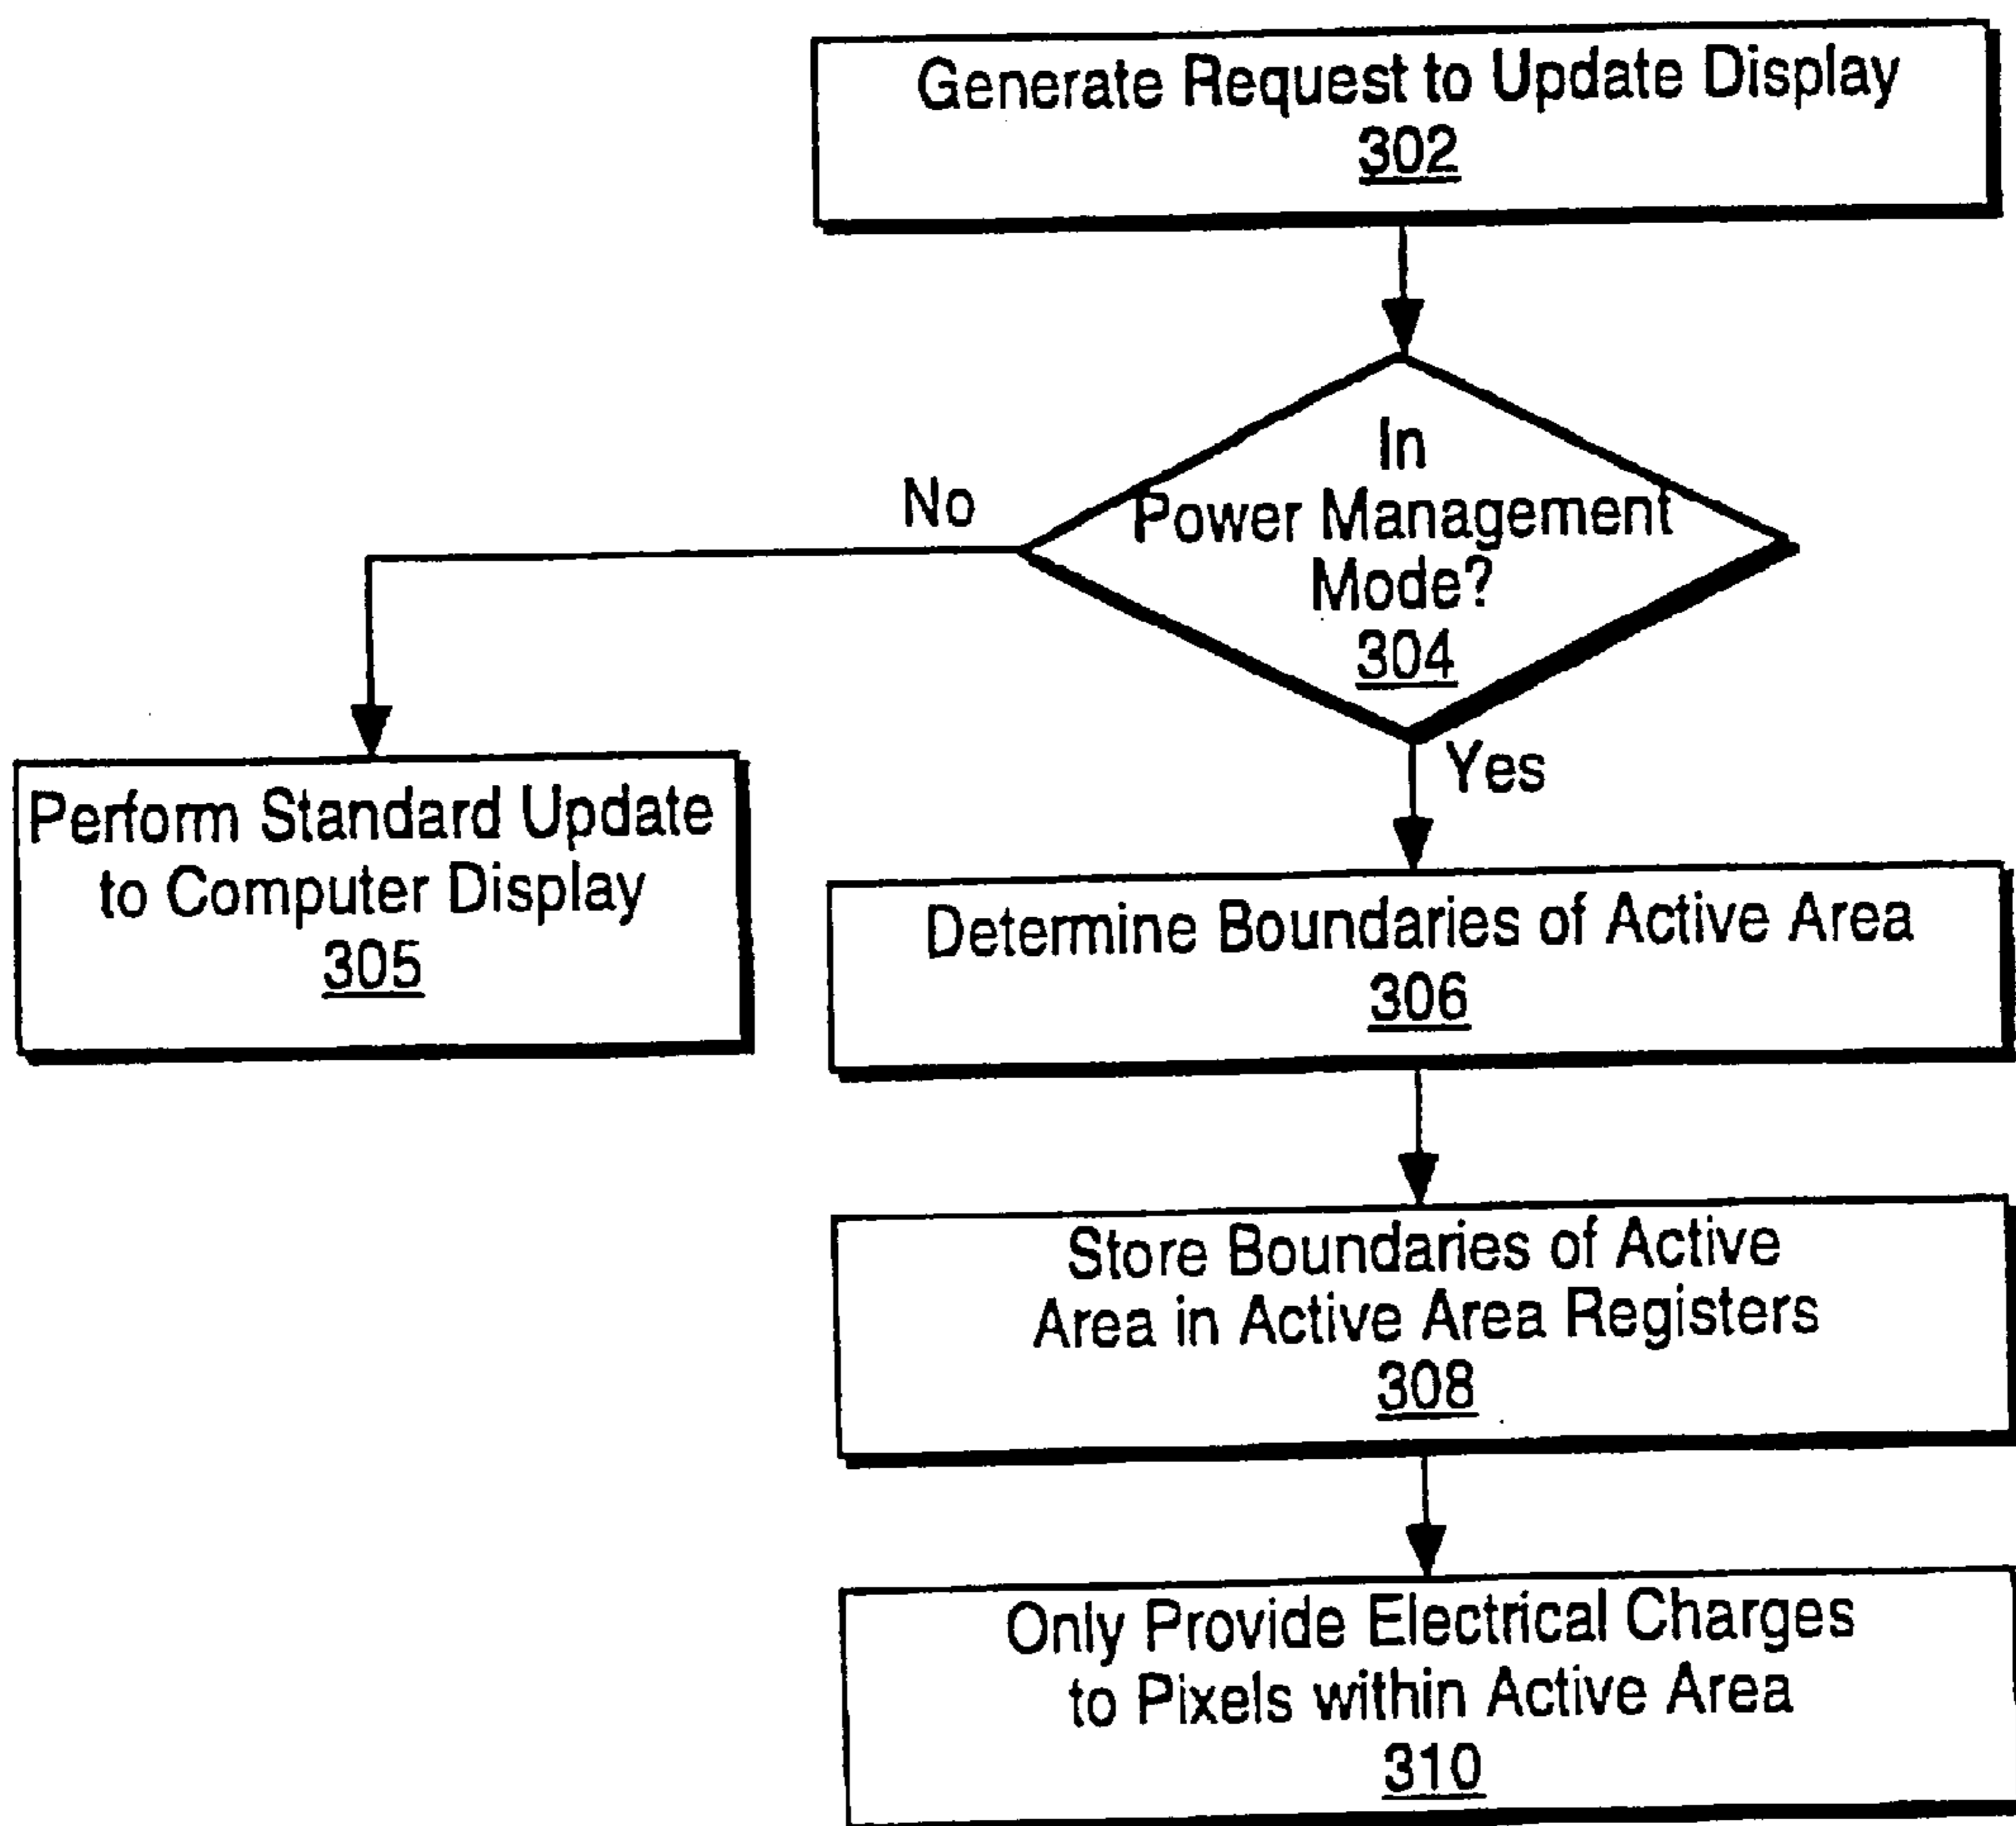 Generate Request to Update Display
302
In
Power Management
Mode?
304
No
Yes
Perform Standard Update
to Computer Display
305
Determine Boundaries of Active Area
306
Store Boundaries of Active
Area in Active Area Registers
308
Only Provide Electrical Charges
to Pixels within Active Area
310